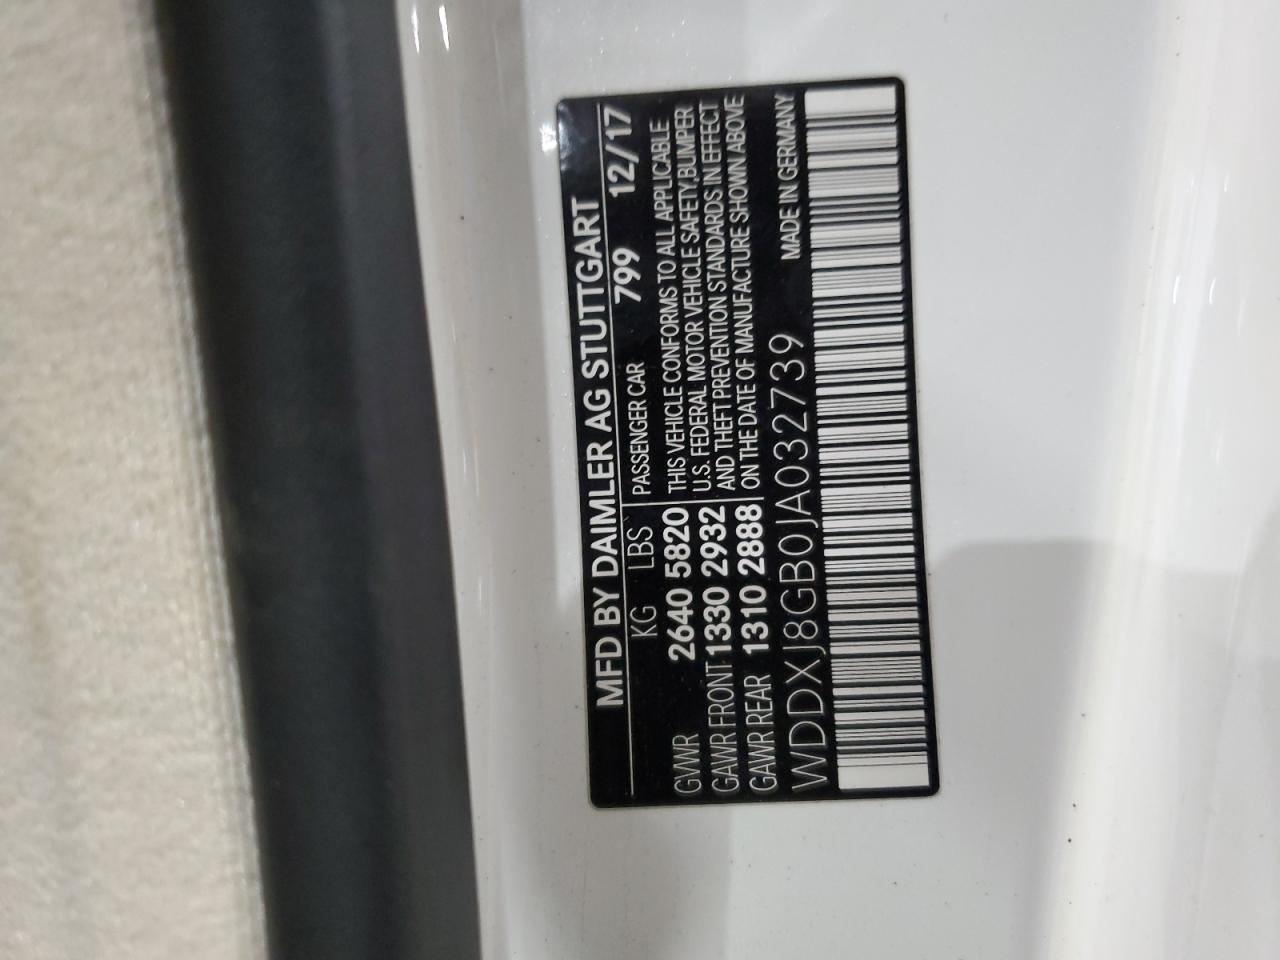 MFD BY DAIMLER AG STUTTGART
KG LBS PASSENGER CAR 799 12/17
GVWR 2640 5820 THIS VEHICLE CONFORMS TO ALL APPLICABLE
U.S. FEDERAL MOTOR VEHICLE SAFETY,BUMPER
GAWR FRONT 1330 2932 AND THEFT PREVENTION STANDARDS IN EFFECT
GAWR REAR 1310 2888 ON THE DATE OF MANUFACTURE SHOWN ABOVE
WDDXJ8GB0JA032739 MADE IN GERMANY